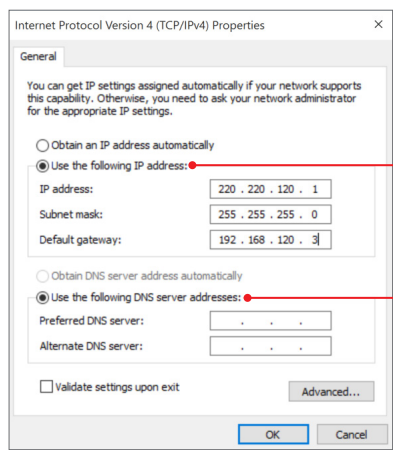 Internet Protocol Version 4 (TCP/IPv4) Properties
General
You can get IP settings assigned automatically if your network supports
this capability. Otherwise, you need to ask your network administrator
for the appropriate IP settings.
Obtain an IP address automatically
Use the following IP address:
IP address: 220 . 220 . 120 . 1
Subnet mask: 255 . 255 . 255 . 0
Default gateway: 192 . 168 . 120 . 3
Obtain DNS server address automatically
Use the following DNS server addresses:
Preferred DNS server: . . .
Alternate DNS server: . . .
Validate settings upon exit
Advanced...
OK Cancel